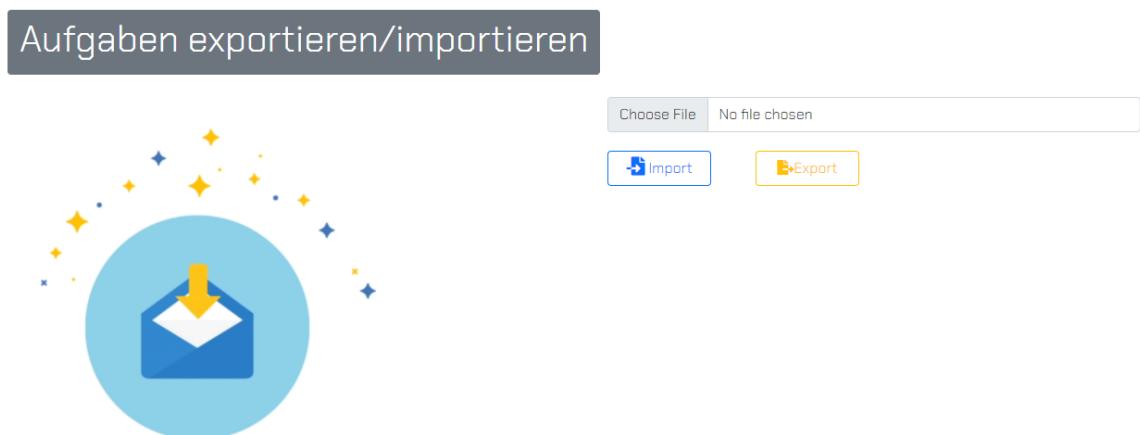 Aufgaben exportieren/importieren
Choose File No file chosen
Import Export